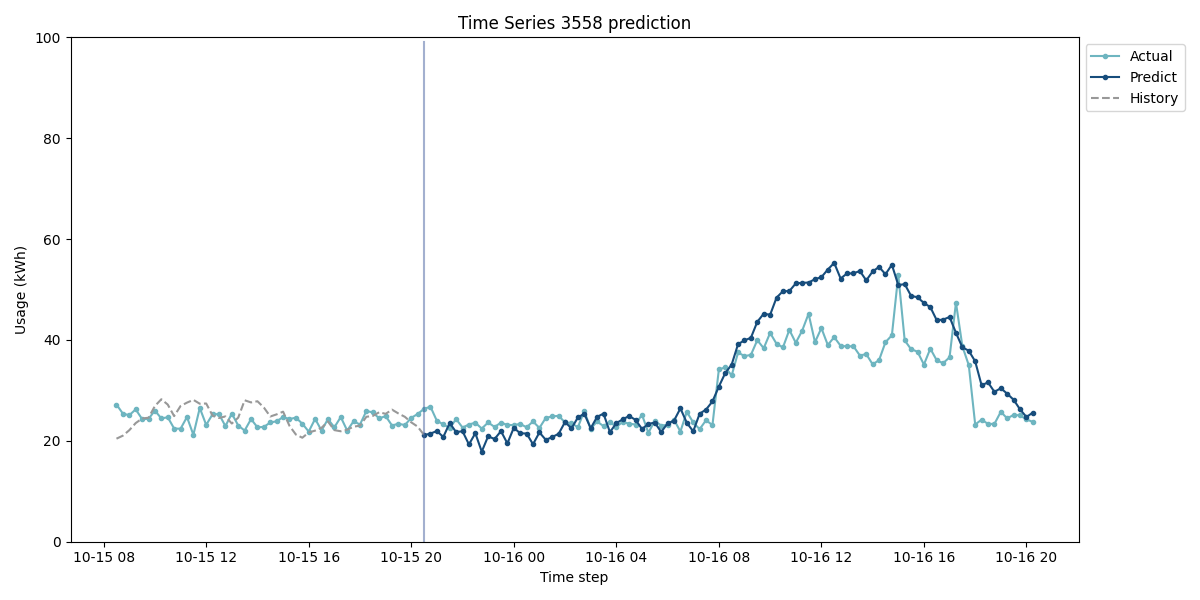 Time Series 3558 prediction
100
80
60
40
20
0
Usage (kWh)
10-15 08
10-15 12
10-15 16
10-15 20
10-16 00
10-16 04
10-16 08
10-16 12
10-16 16
10-16 20
Time step
Actual
Predict
History